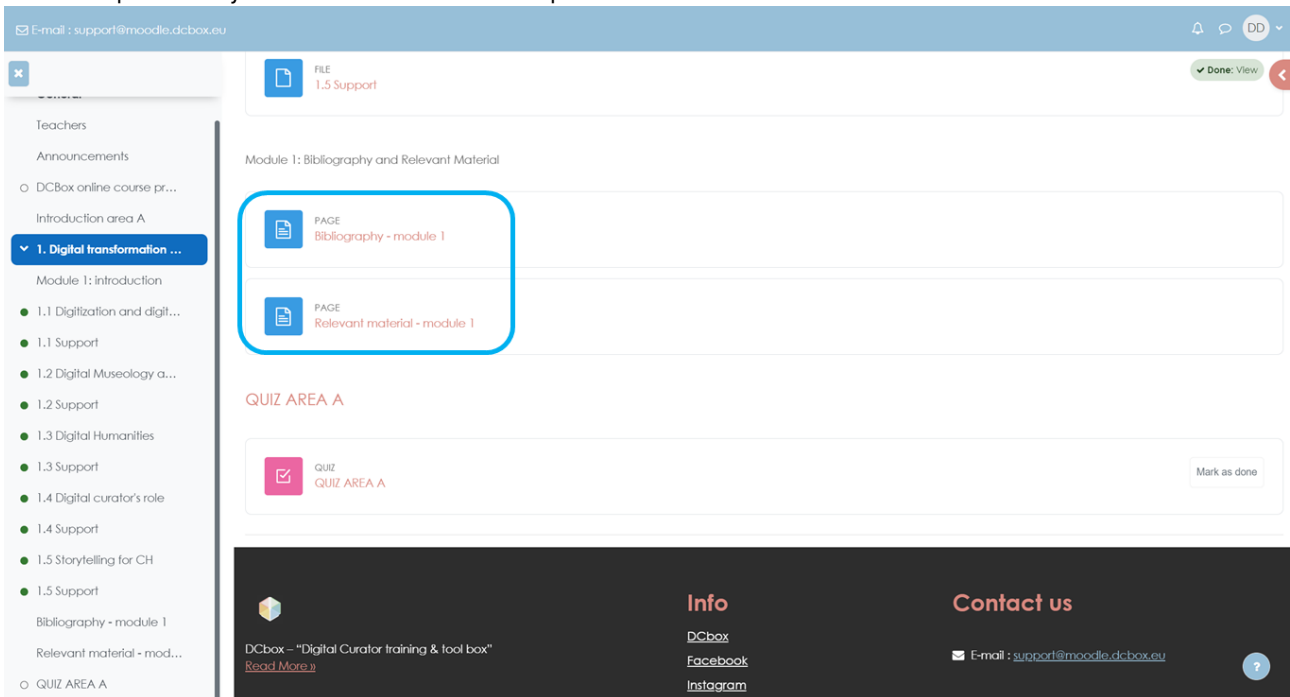 E-mail : support@moodle.dcbox.eu
DD
Teachers
Announcements
DCBox online course pr...
Introduction area A
1. Digital transformation ...
Module 1: introduction
1.1 Digitization and digit...
1.1 Support
1.2 Digital Museology a...
1.2 Support
1.3 Digital Humanities
1.3 Support
1.4 Digital curator's role
1.4 Support
1.5 Storytelling for CH
1.5 Support
Bibliography - module 1
Relevant material - mod...
QUIZ AREA A
FILE
1.5 Support
Done: View
Module 1: Bibliography and Relevant Material
PAGE
Bibliography - module 1
PAGE
Relevant material - module 1
QUIZ AREA A
QUIZ
QUIZ AREA A
Mark as done
DCbox – "Digital Curator training & tool box"
Read More »
Info
DCbox
Facebook
Instagram
Contact us
E-mail : support@moodle.dcbox.eu
?